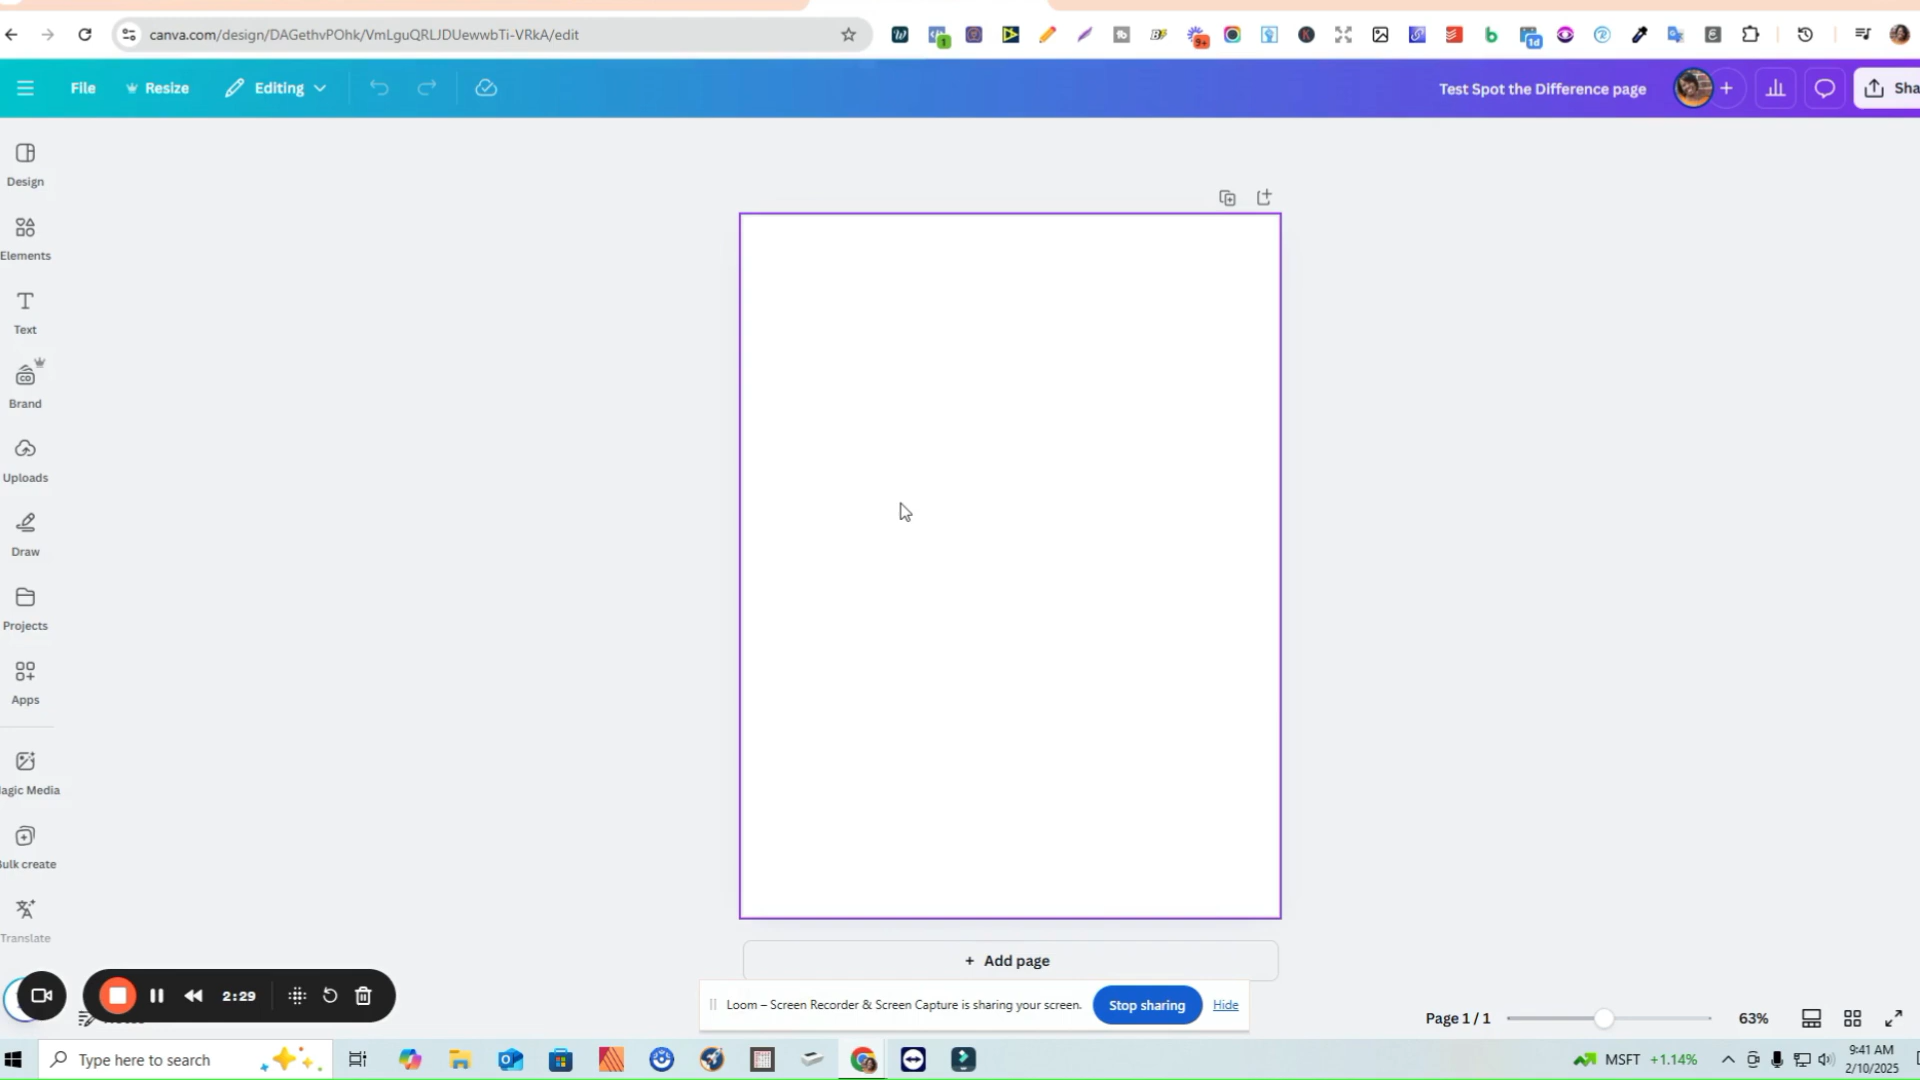 canva.com/design/DAGethvPOhk/VmLguQRLJDUewwbTi-VRkA/edit
1
9+
1d
File
Resize
Editing
Test Spot the Difference page
Sha
Design
Elements
Text
Brand
Uploads
Draw
Projects
Apps
agic Media
ulk create
Translate
+ Add page
2:29
Loom – Screen Recorder & Screen Capture is sharing your screen.
Stop sharing
Hide
Page 1 / 1
63%
Type here to search
MSFT +1.14%
9:41 AM
2/10/2025